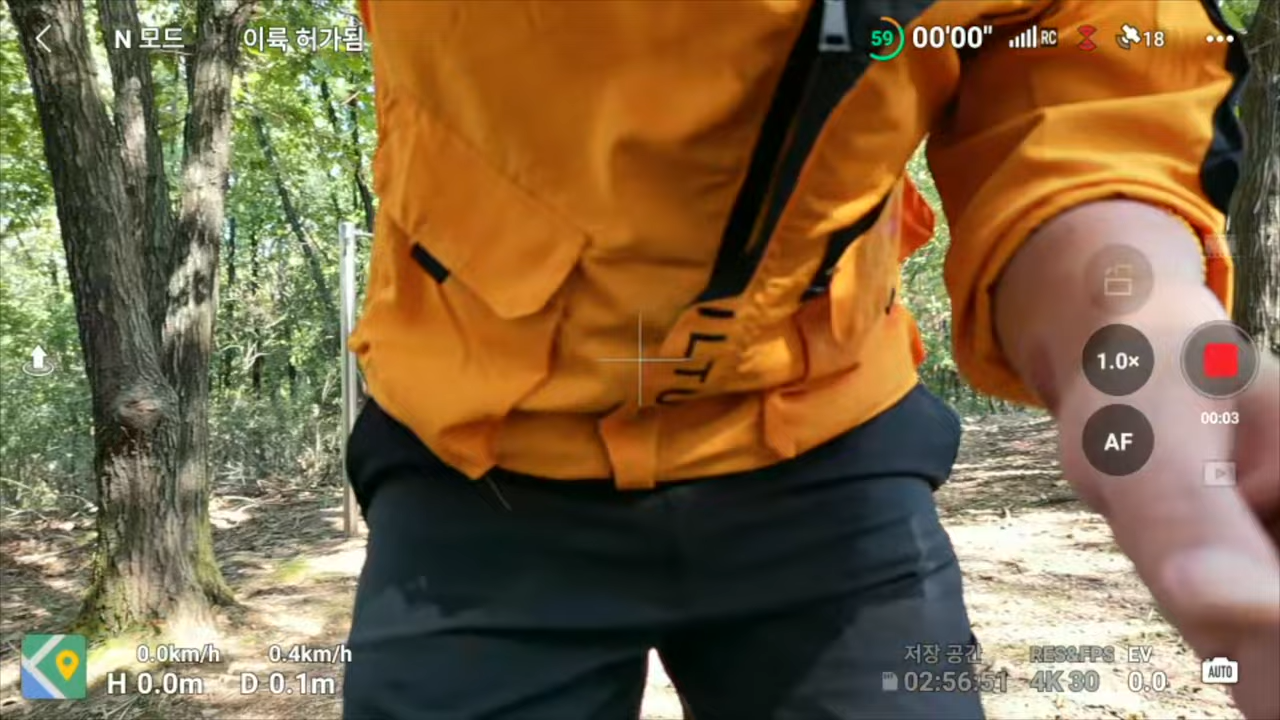 N 모드 이륙 허가됨 59 00'00" RC 18
1.0×
00:03
AF
LTU
0.0km/h 0.4km/h
H 0.0m D 0.1m
저장 공간 RES&FPS EV
02:56:51 4K 30 0.0
AUTO